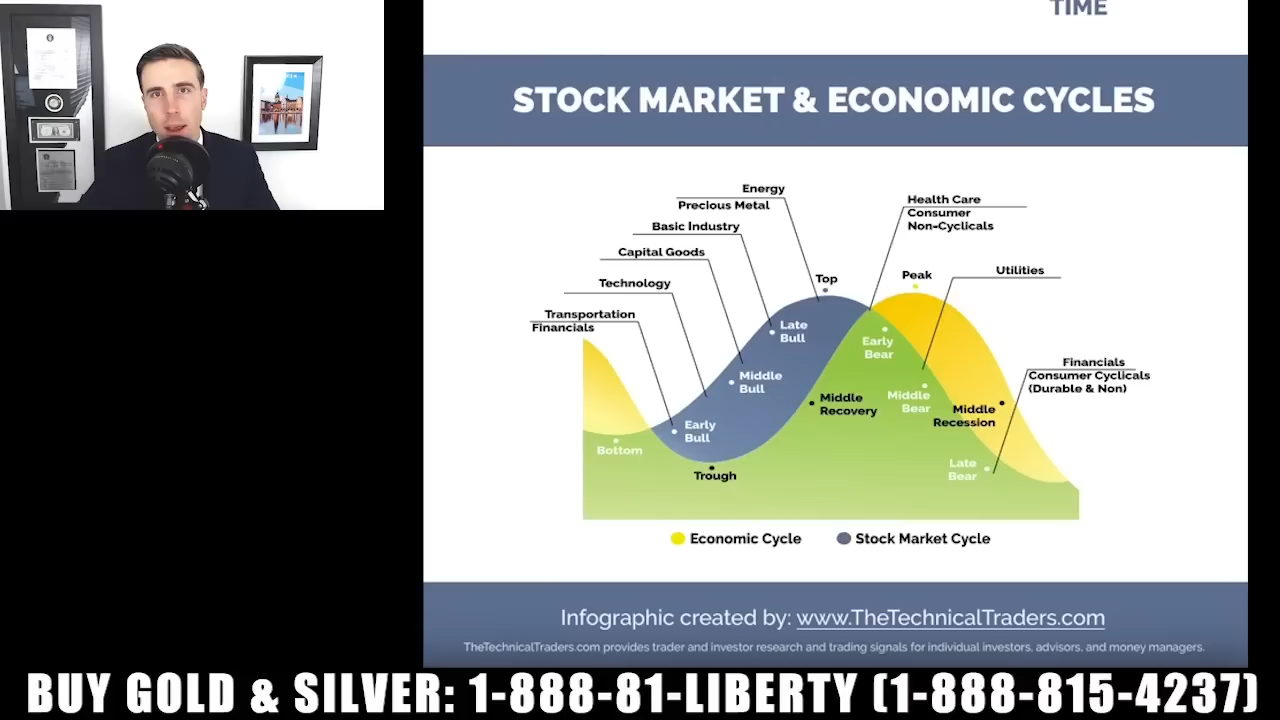 TIME
STOCK MARKET & ECONOMIC CYCLES
Energy
Precious Metal
Basic Industry
Capital Goods
Technology
Transportation
Financials
Health Care
Consumer
Non-Cyclicals
Utilities
Financials
Consumer Cyclicals
(Durable & Non)
Top
Peak
Late
Bull
Early
Bear
Middle
Bull
Middle
Recovery
Middle
Bear
Middle
Recession
Early
Bull
Bottom
Trough
Late
Bear
Economic Cycle
Stock Market Cycle
Infographic created by: www.TheTechnicalTraders.com
TheTechnicalTraders.com provides trader and investor research and trading signals for individual investors, advisors, and money managers.
BUY GOLD & SILVER: 1-888-81-LIBERTY (1-888-815-4237)